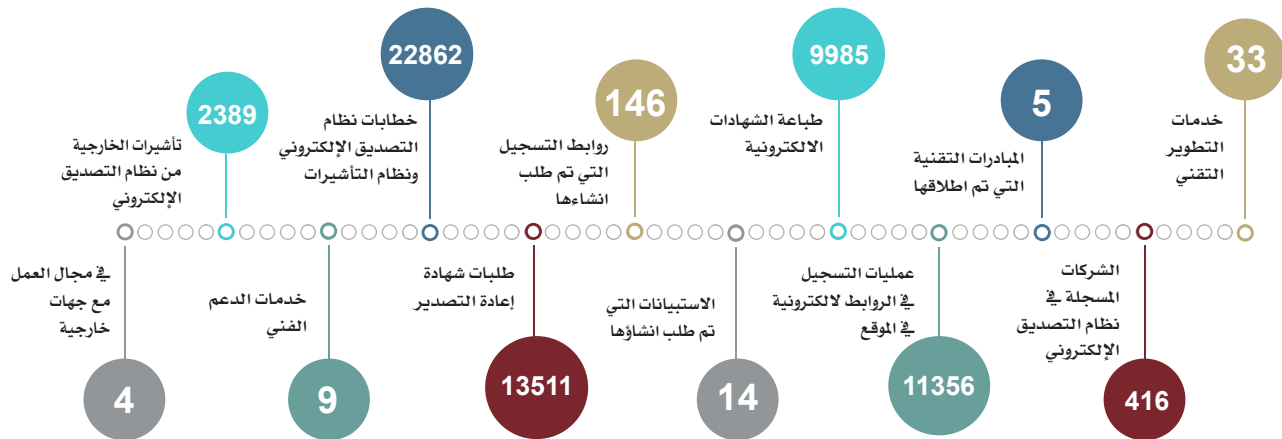 33
خدمات
التطوير
التقني
416
الشركات
المسجلة في
نظام التصديق
الإلكتروني
5
المبادرات التقنية
التي تم اطلاقها
11356
عمليات التسجيل
في الروابط لالكترونية
في الموقع
9985
طباعة الشهادات
الالكترونية
14
الاستبيانات التي
تم طلب انشاؤها
146
روابط التسجيل
التي تم طلب
انشاءها
13511
طلبات شهادة
إعادة التصدير
22862
خطابات نظام
التصديق الإلكتروني
ونظام التأشيرات
9
خدمات الدعم
الفني
2389
تأشيرات الخارجية
من نظام التصديق
الإلكتروني
4
في مجال العمل
مع جهات
خارجية